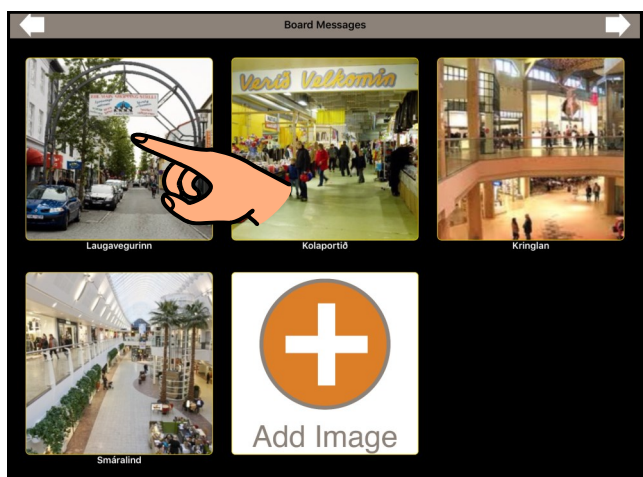 Board Messages
Verið Velkomin
Laugavegurinn
Kolaportið
Kringlan
Add Image
Smáralind